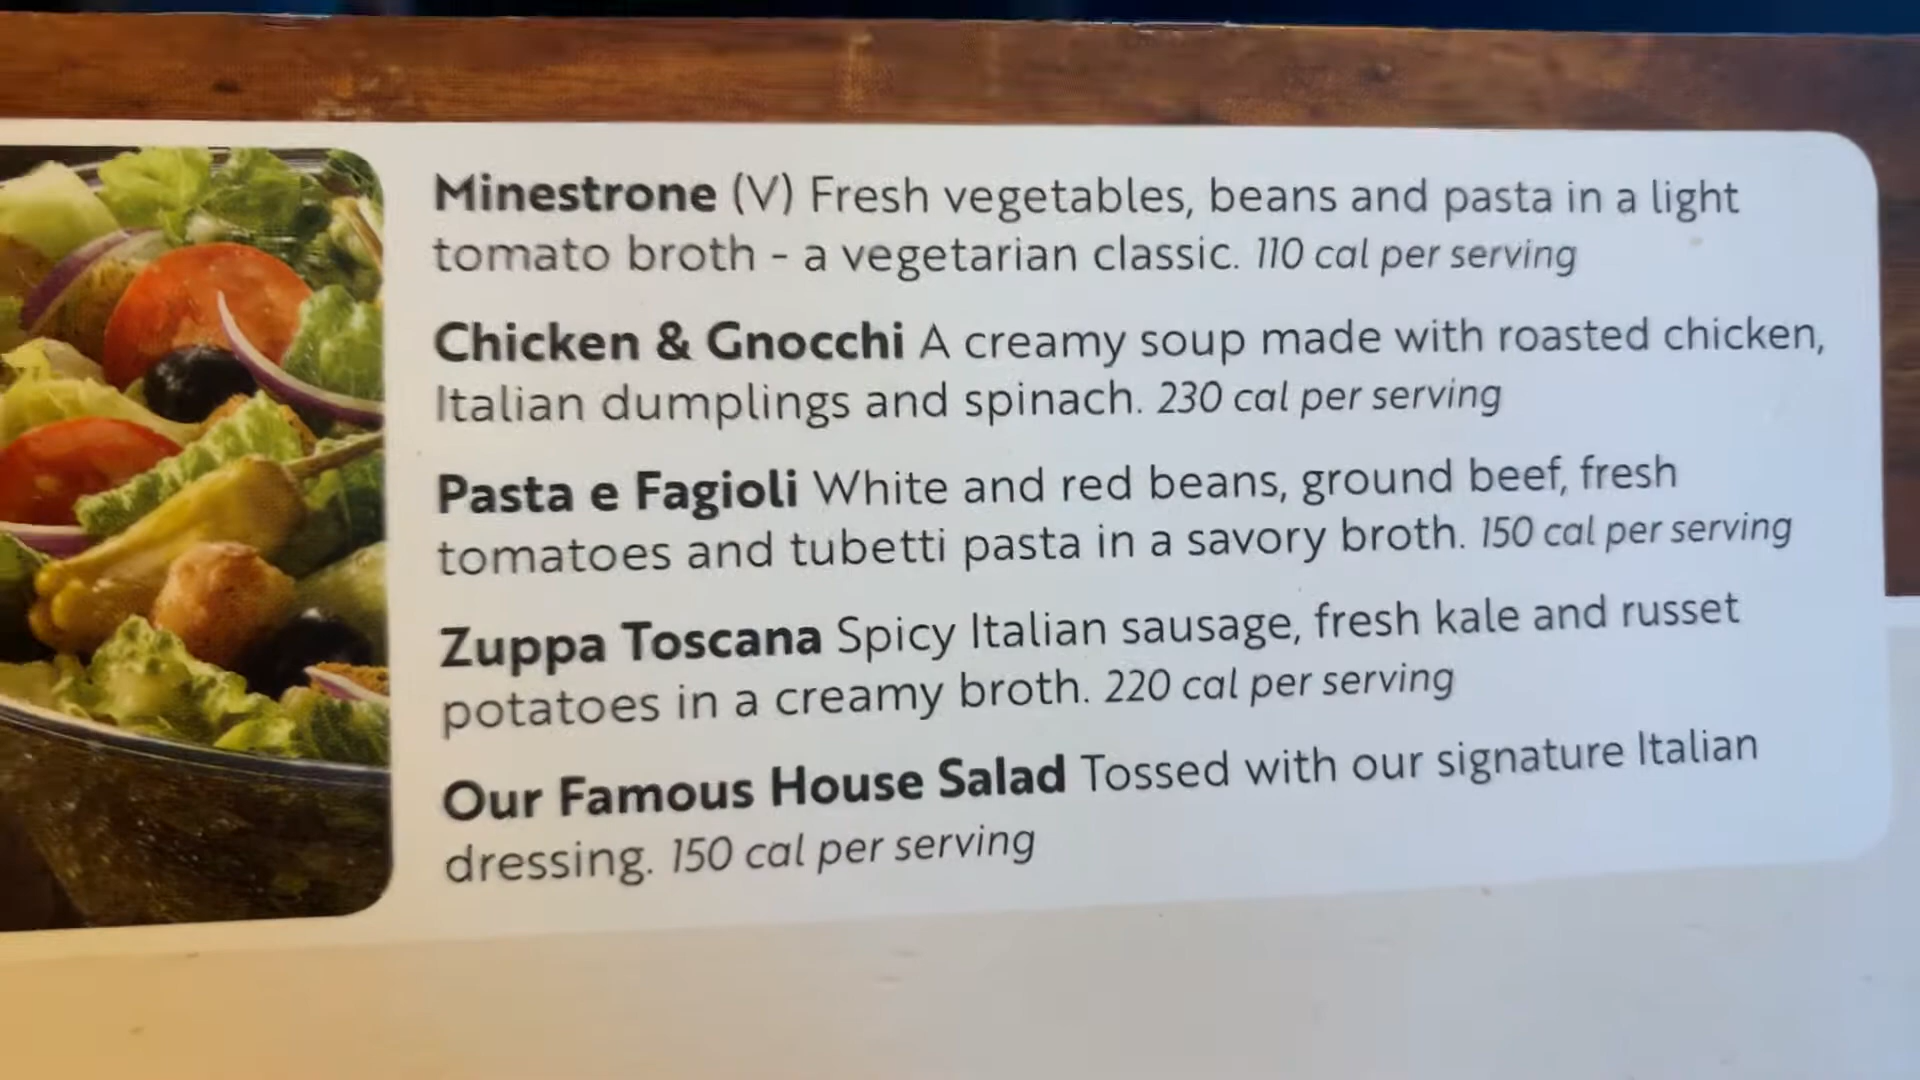 Minestrone (V) Fresh vegetables, beans and pasta in a light
tomato broth - a vegetarian classic. 110 cal per serving
Chicken & Gnocchi A creamy soup made with roasted chicken,
Italian dumplings and spinach. 230 cal per serving
Pasta e Fagioli White and red beans, ground beef, fresh
tomatoes and tubetti pasta in a savory broth. 150 cal per serving
Zuppa Toscana Spicy Italian sausage, fresh kale and russet
potatoes in a creamy broth. 220 cal per serving
Our Famous House Salad Tossed with our signature Italian
dressing. 150 cal per serving